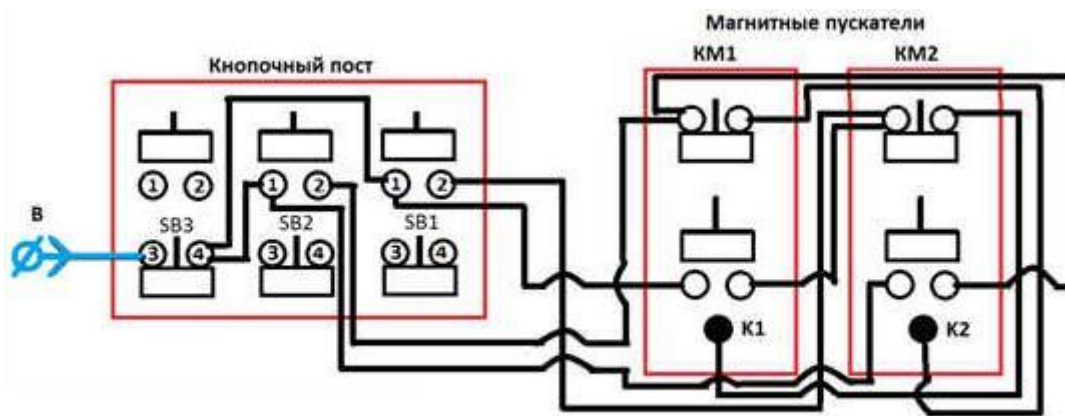 Магнитные пускатели
КМ1 КМ2
Кнопочный пост
1 2 1 2 1 2
В
SB3 SB2 SB1
3 4 3 4 3 4
К1 К2